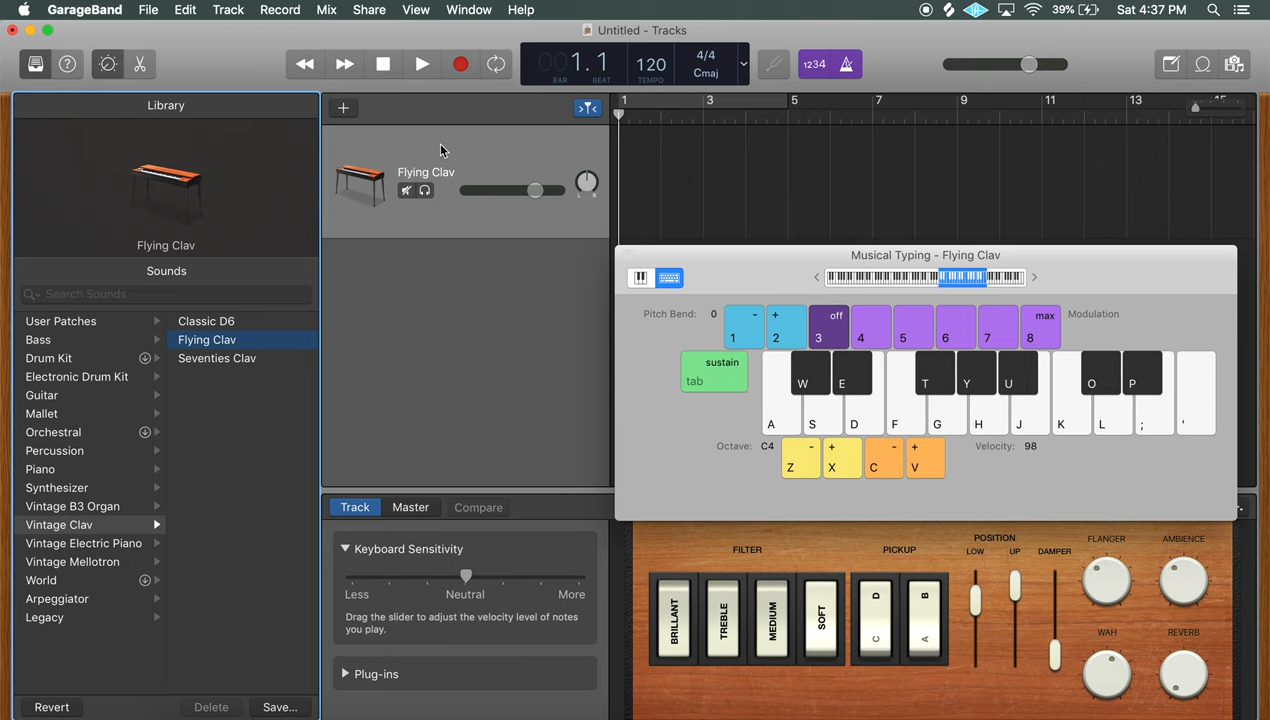 GarageBand File Edit Track Record Mix Share View Window Help 39% Sat 4:37 PM
Untitled - Tracks
001.1
BAR BEAT
120
TEMPO
4/4
Cmaj
1234
Library
Flying Clav
Sounds
Search Sounds
User Patches
Bass
Drum Kit
Electronic Drum Kit
Guitar
Mallet
Orchestral
Percussion
Piano
Synthesizer
Vintage B3 Organ
Vintage Clav
Vintage Electric Piano
Vintage Mellotron
World
Arpeggiator
Legacy
Classic D6
Flying Clav
Seventies Clav
Revert Delete Save...
Flying Clav
L R
1 3 5 7 9 11 13 15
Musical Typing - Flying Clav
Pitch Bend: 0 - + off max Modulation
1 2 3 4 5 6 7 8
sustain
tab
W E T Y U O P
A S D F G H J K L ; '
Octave: C4 - + - + Velocity: 98
Z X C V
Track Master Compare
Keyboard Sensitivity
Less Neutral More
Drag the slider to adjust the velocity level of notes
you play.
Plug-ins
FILTER
BRILLANT TREBLE MEDIUM SOFT
PICKUP
C D A B
POSITION
LOW UP DAMPER
FLANGER AMBIENCE
WAH REVERB